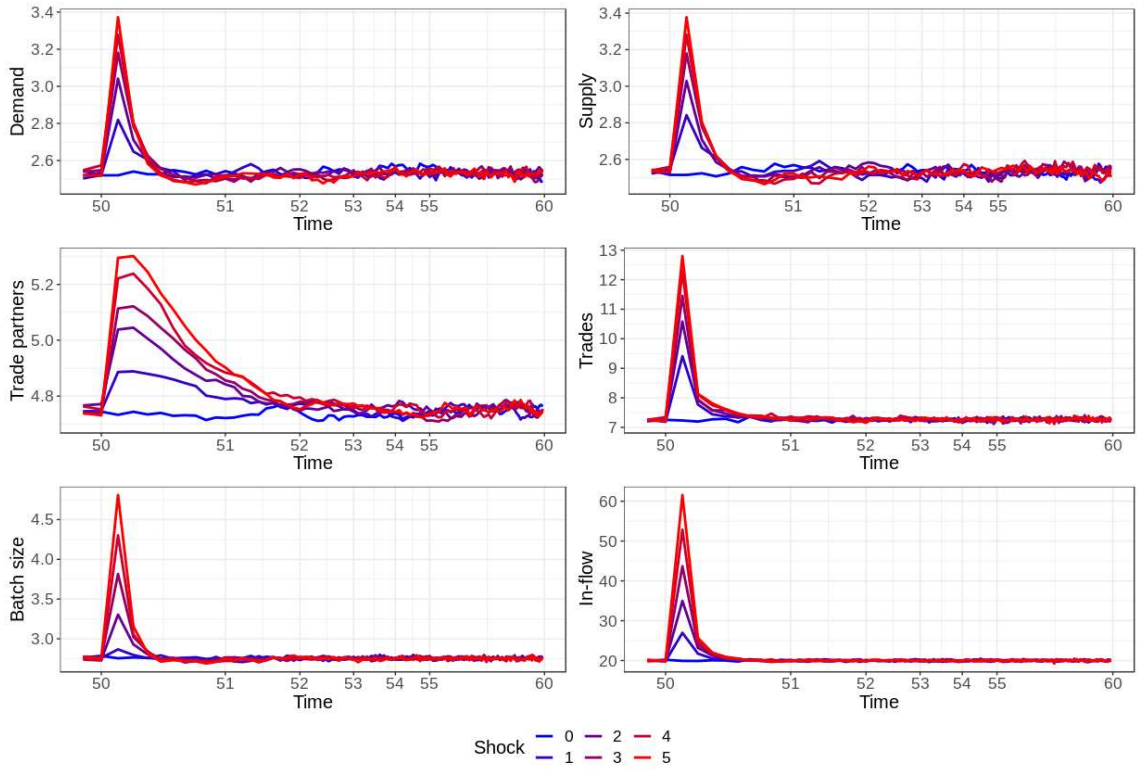 3.4
3.2
3.0
2.8
2.6
Demand
50 51 52 53 54 55 60
Time
3.4
3.2
3.0
2.8
2.6
Supply
50 51 52 53 54 55 60
Time
5.2
5.0
4.8
Trade partners
50 51 52 53 54 55 60
Time
13
12
11
10
9
8
7
Trades
50 51 52 53 54 55 60
Time
4.5
4.0
3.5
3.0
Batch size
50 51 52 53 54 55 60
Time
60
50
40
30
20
In-flow
50 51 52 53 54 55 60
Time
Shock
0 2 4
1 3 5